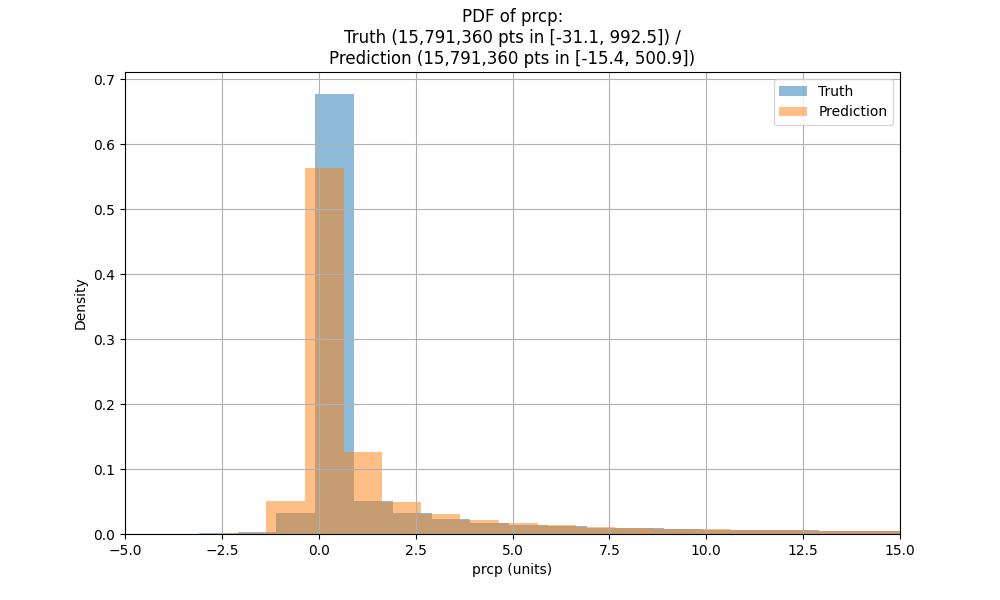 PDF of prcp:
Truth (15,791,360 pts in [-31.1, 992.5]) /
Prediction (15,791,360 pts in [-15.4, 500.9])
Truth
Prediction
Density
0.7
0.6
0.5
0.4
0.3
0.2
0.1
0.0
−5.0 −2.5 0.0 2.5 5.0 7.5 10.0 12.5 15.0
prcp (units)